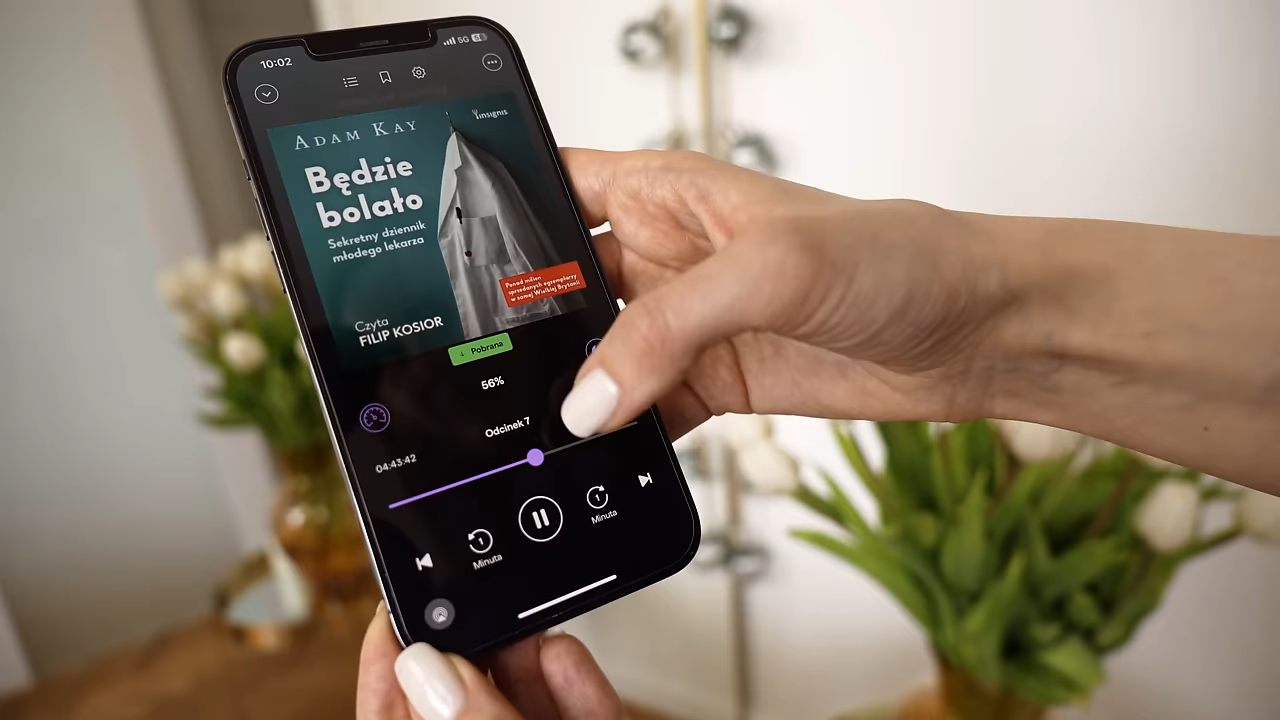 10:02
5G
ADAM KAY
insignis
Będzie
bolało
Sekretny dziennik
młodego lekarza
Ponad milion
sprzedanych egzemplarzy
w samej Wielkiej Brytanii
Czyta
FILIP KOSIOR
↓ Pobrana
56%
Odcinek 7
04:43:42
1
Minuta
1
Minuta